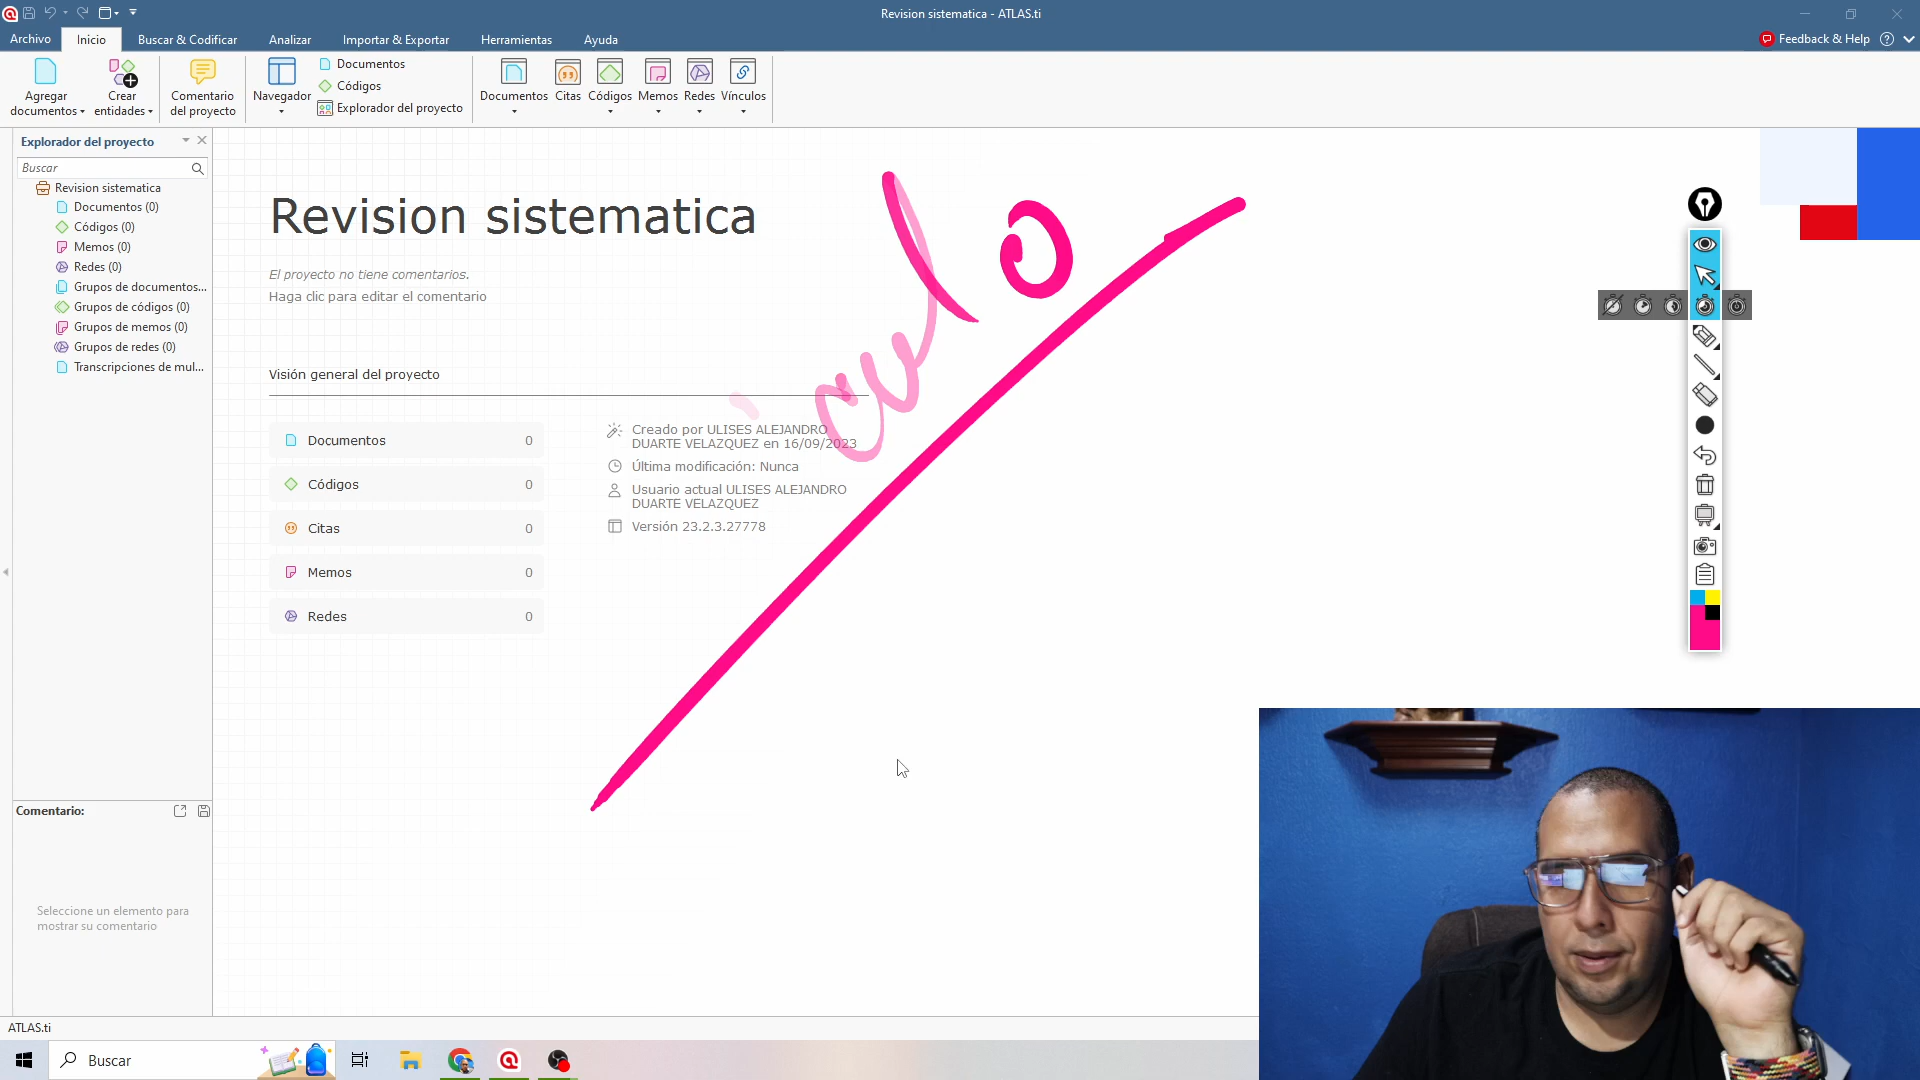 Revision sistematica - ATLAS.ti
Archivo Inicio Buscar & Codificar Analizar Importar & Exportar Herramientas Ayuda Feedback & Help
Agregar documentos
Crear entidades
Comentario del proyecto
Navegador
Documentos
Códigos
Explorador del proyecto
Documentos Citas Códigos Memos Redes Vínculos
Explorador del proyecto
Buscar
Revision sistematica
Documentos (0)
Códigos (0)
Memos (0)
Redes (0)
Grupos de documentos...
Grupos de códigos (0)
Grupos de memos (0)
Grupos de redes (0)
Transcripciones de mul...
Revision sistematica
El proyecto no tiene comentarios.
Haga clic para editar el comentario
Visión general del proyecto
Documentos 0
Códigos 0
Citas 0
Memos 0
Redes 0
Creado por ULISES ALEJANDRO
DUARTE VELAZQUEZ en 16/09/2023
Última modificación: Nunca
Usuario actual ULISES ALEJANDRO
DUARTE VELAZQUEZ
Versión 23.2.3.27778
Comentario:
Seleccione un elemento para
mostrar su comentario
ATLAS.ti
Buscar